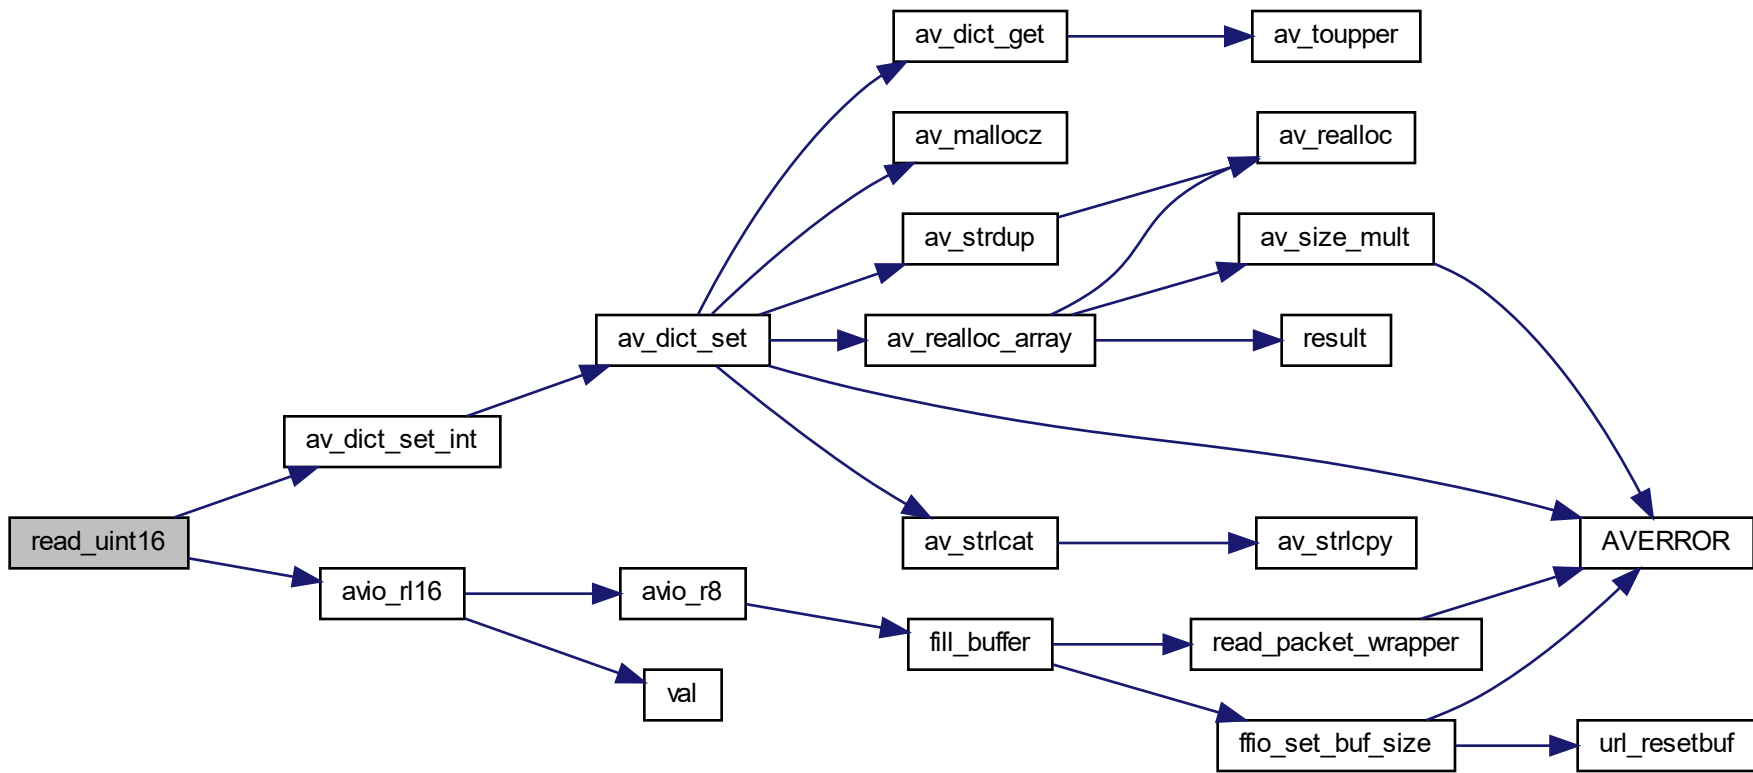 av_dict_get
av_toupper
av_mallocz
av_realloc
av_strdup
av_size_mult
av_dict_set
av_realloc_array
result
av_dict_set_int
read_uint16
av_strlcat
av_strlcpy
AVERROR
avio_rl16
avio_r8
fill_buffer
read_packet_wrapper
val
ffio_set_buf_size
url_resetbuf